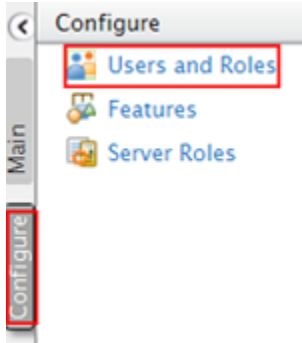 Configure
Users and Roles
Features
Server Roles
Main
Configure